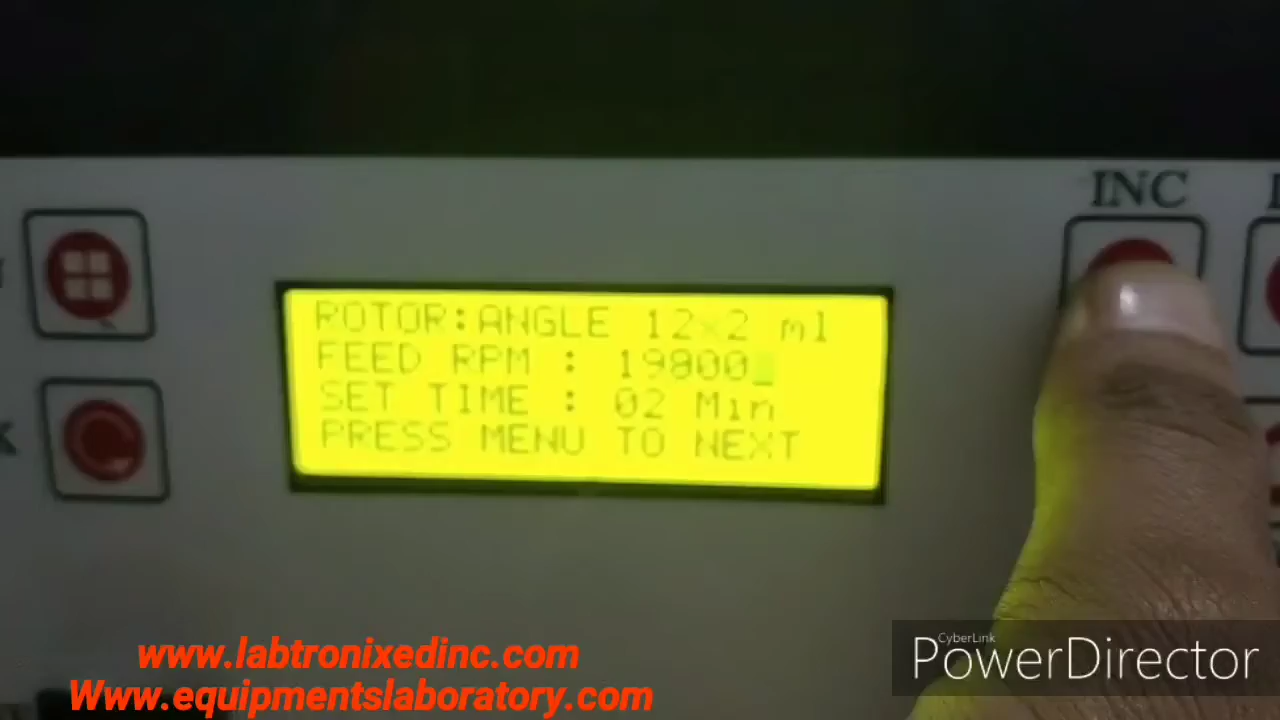 INC
ROTOR:ANGLE 12x2 ml
FEED RPM : 19800
SET TIME : 02 Min
PRESS MENU TO NEXT
www.labtronixedinc.com
Www.equipmentslaboratory.com
CyberLink
PowerDirector